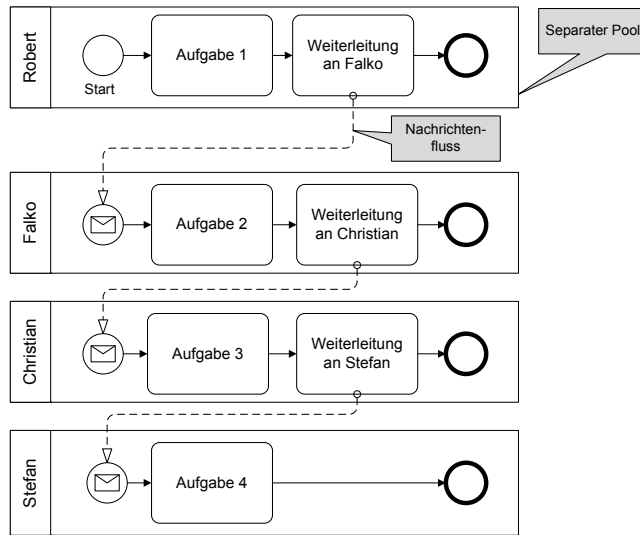 Robert
Start
Aufgabe 1
Weiterleitung
an Falko
Separater Pool
Nachrichten-
fluss
Falko
Aufgabe 2
Weiterleitung
an Christian
Christian
Aufgabe 3
Weiterleitung
an Stefan
Stefan
Aufgabe 4